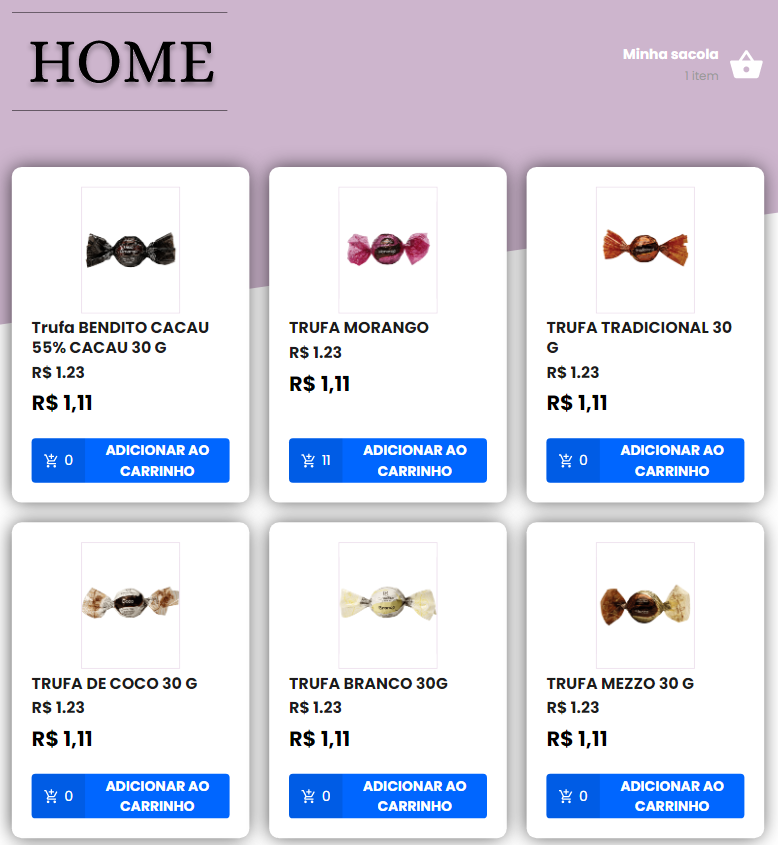 HOME
Minha sacola
1 item
Trufa BENDITO CACAU
55% CACAU 30 G
R$ 1.23
R$ 1,11
0
ADICIONAR AO
CARRINHO
TRUFA MORANGO
R$ 1.23
R$ 1,11
11
ADICIONAR AO
CARRINHO
TRUFA TRADICIONAL 30
G
R$ 1.23
R$ 1,11
0
ADICIONAR AO
CARRINHO
Coco
TRUFA DE COCO 30 G
R$ 1.23
R$ 1,11
0
ADICIONAR AO
CARRINHO
Branco
TRUFA BRANCO 30G
R$ 1.23
R$ 1,11
0
ADICIONAR AO
CARRINHO
TRUFA MEZZO 30 G
R$ 1.23
R$ 1,11
0
ADICIONAR AO
CARRINHO